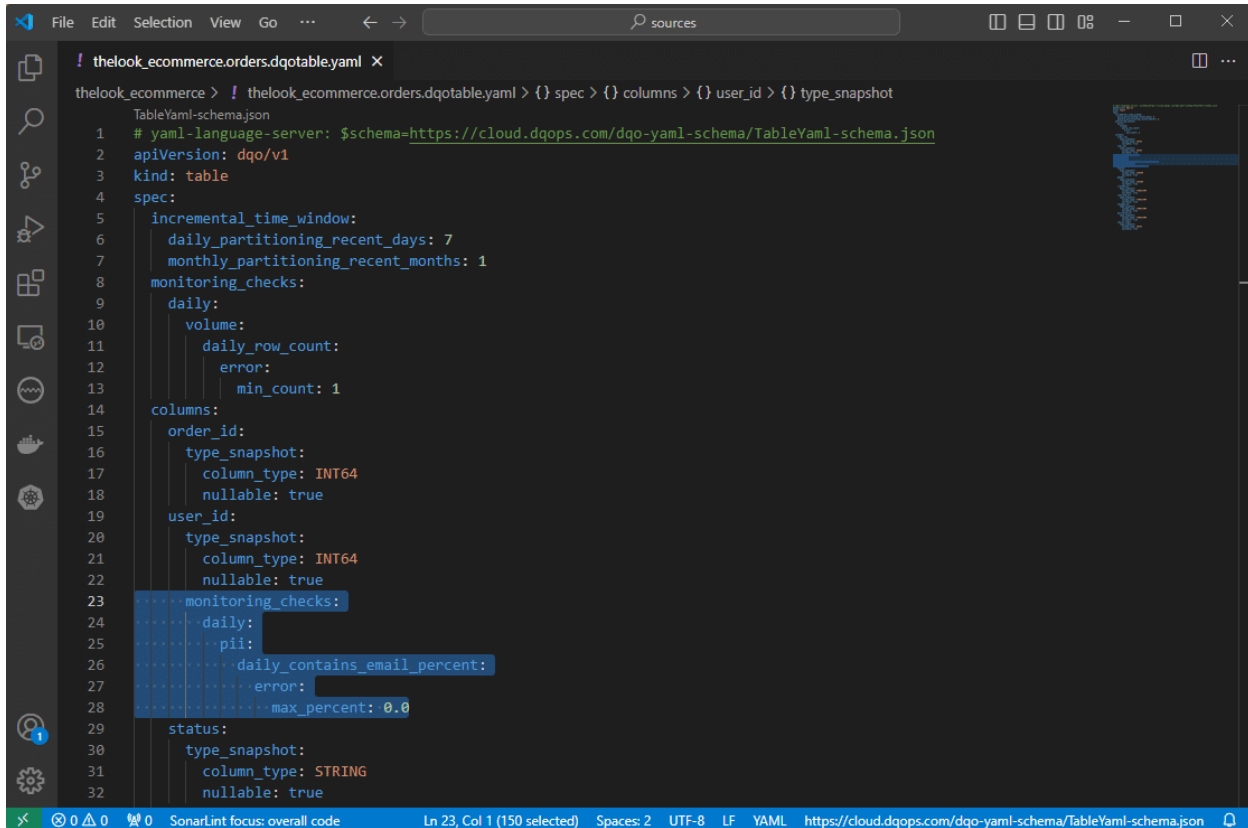 File Edit Selection View Go ··· sources
! thelook_ecommerce.orders.dqotable.yaml
thelook_ecommerce > ! thelook_ecommerce.orders.dqotable.yaml > {} spec > {} columns > {} user_id > {} type_snapshot
TableYaml-schema.json
1 # yaml-language-server: $schema=https://cloud.dqops.com/dqo-yaml-schema/TableYaml-schema.json
2 apiVersion: dqo/v1
3 kind: table
4 spec:
5   incremental_time_window:
6     daily_partitioning_recent_days: 7
7     monthly_partitioning_recent_months: 1
8   monitoring_checks:
9     daily:
10       volume:
11         daily_row_count:
12           error:
13             min_count: 1
14   columns:
15     order_id:
16       type_snapshot:
17         column_type: INT64
18         nullable: true
19     user_id:
20       type_snapshot:
21         column_type: INT64
22         nullable: true
23       monitoring_checks:
24         daily:
25           pii:
26             daily_contains_email_percent:
27               error:
28                 max_percent: 0.0
29     status:
30       type_snapshot:
31         column_type: STRING
32         nullable: true
1
0 0 0 SonarLint focus: overall code Ln 23, Col 1 (150 selected) Spaces: 2 UTF-8 LF YAML https://cloud.dqops.com/dqo-yaml-schema/TableYaml-schema.json